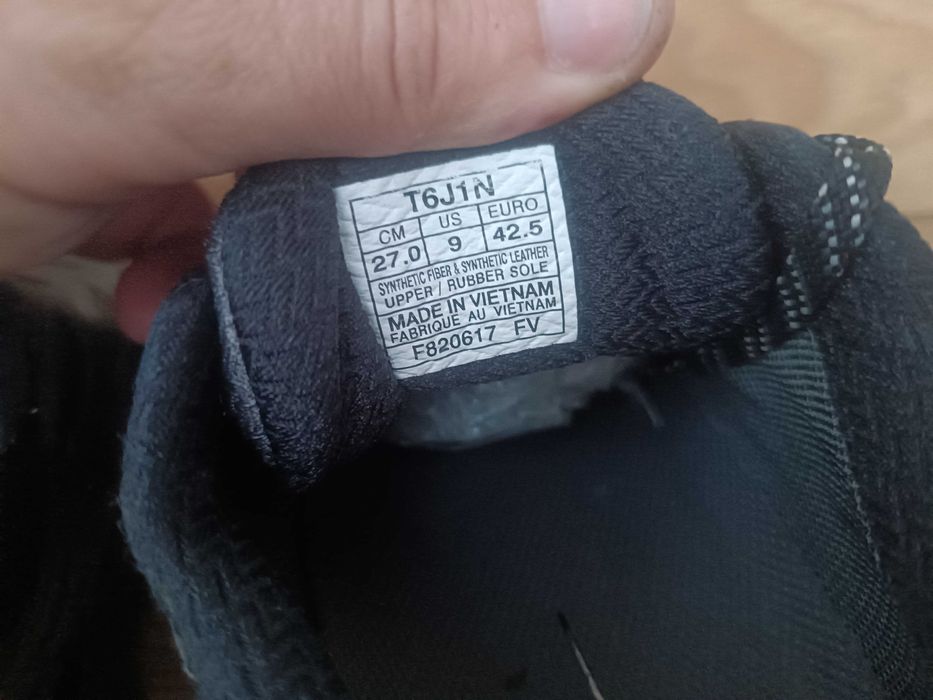 T6J1N
CM US EURO
27.0 9 42.5
SYNTHETIC FIBER & SYNTHETIC LEATHER
UPPER / RUBBER SOLE
MADE IN VIETNAM
FABRIQUE AU VIETNAM
F820617 FV